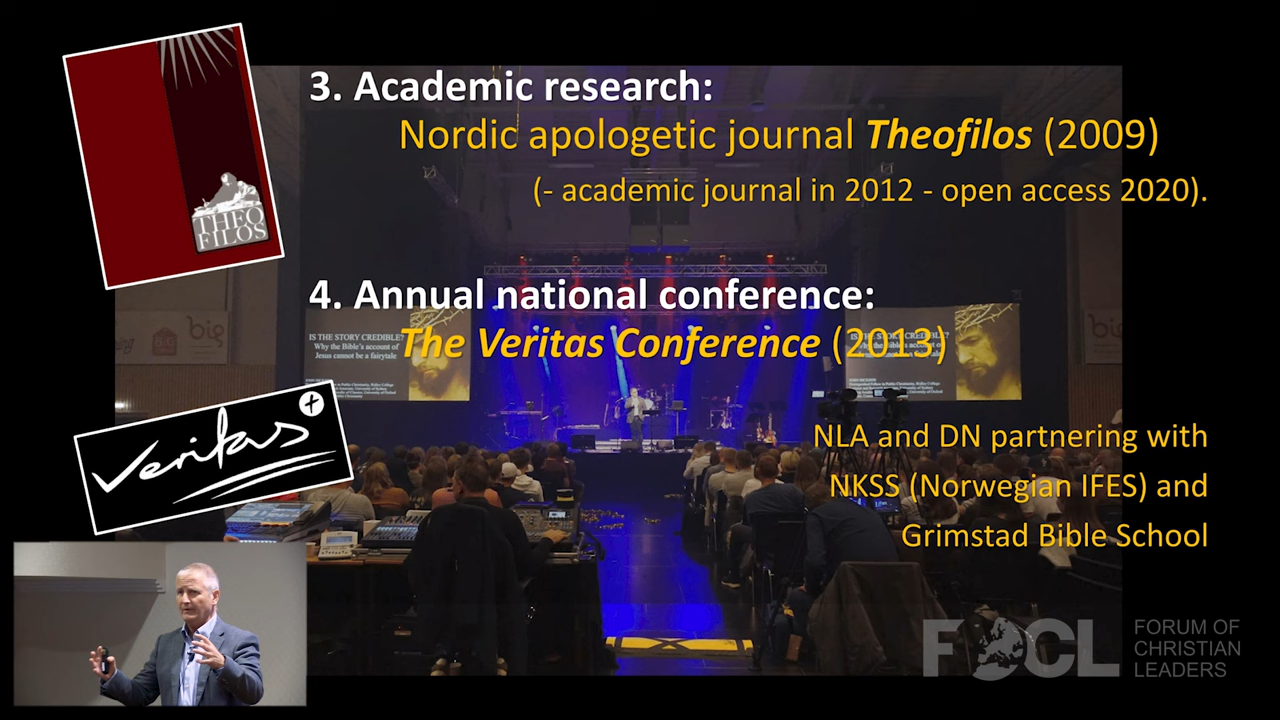 3. Academic research:
Nordic apologetic journal Theofilos (2009)
(- academic journal in 2012 - open access 2020).
THEO
FILOS
4. Annual national conference:
The Veritas Conference (2013)
big
IS THE STORY CREDIBLE?
Why the Bible's account of
Jesus cannot be a fairytale
Veritas
NLA and DN partnering with
NKSS (Norwegian IFES) and
Grimstad Bible School
FOCL
FORUM OF
CHRISTIAN
LEADERS